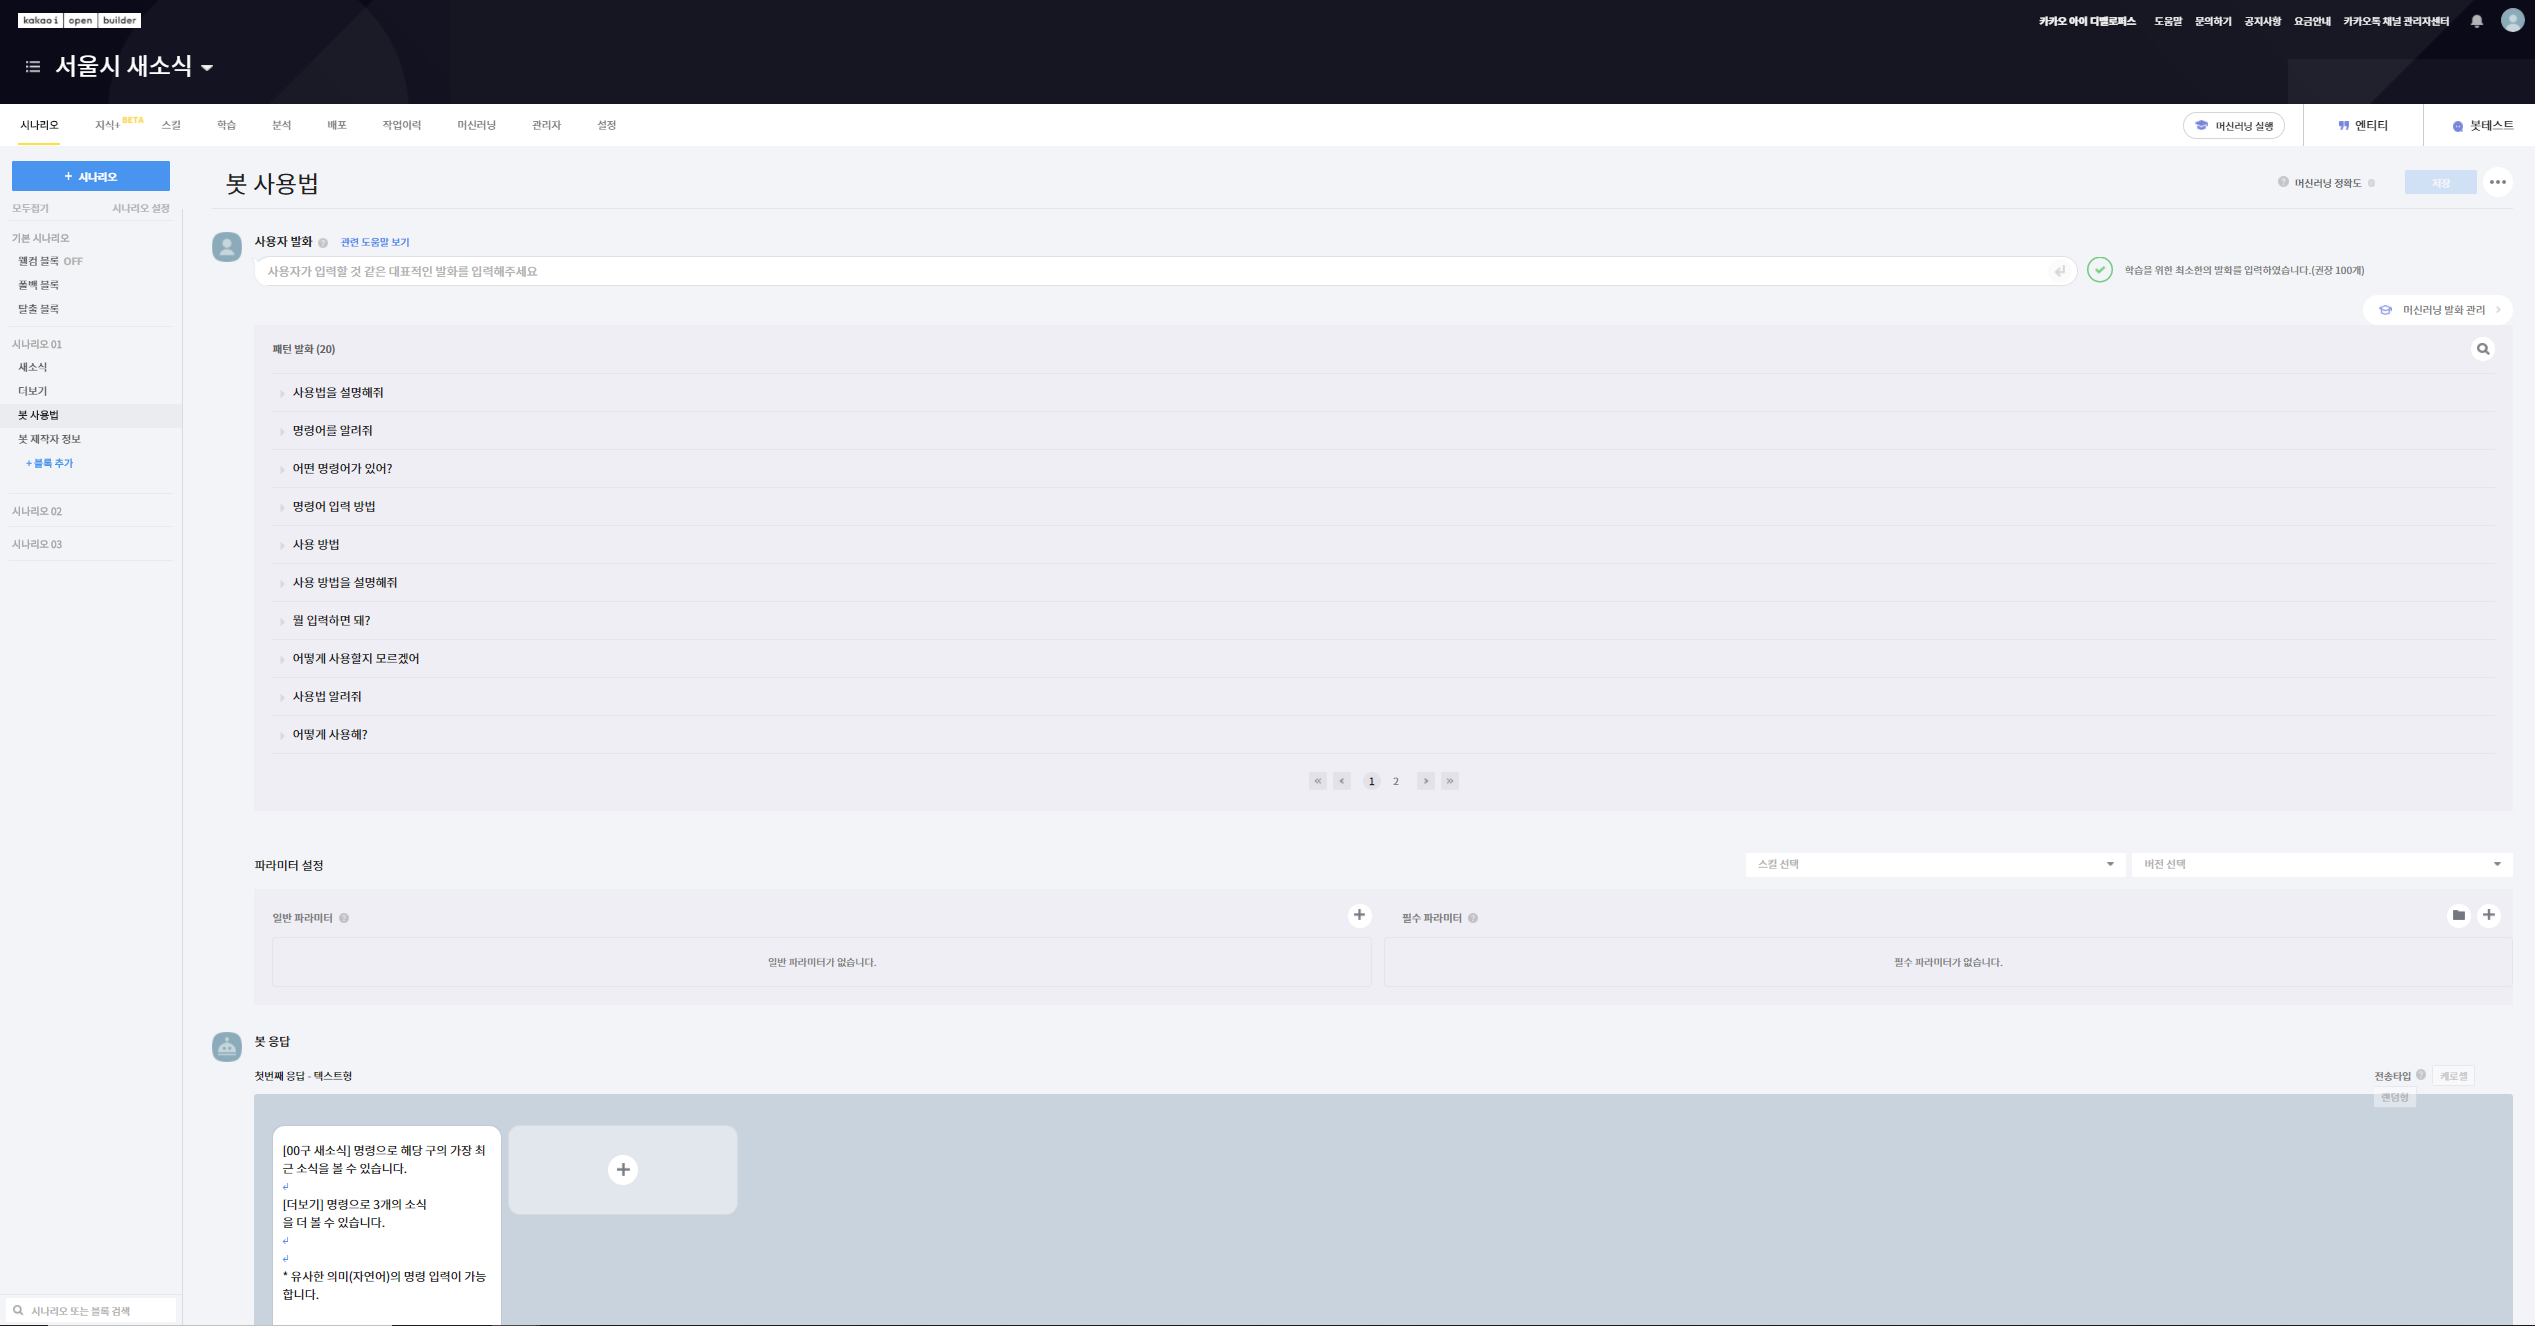 kakao i open builder
카카오 아이 디벨로퍼스 도움말 문의하기 공지사항 요금안내 카카오톡 채널 관리자센터
서울시 새소식
시나리오 지식+ BETA 스킬 학습 분석 배포 작업이력 머신러닝 관리자 설정
머신러닝 실행 엔티티 봇테스트
+ 시나리오
모두접기 시나리오 설정
기본 시나리오
웰컴 블록 OFF
폴백 블록
탈출 블록
시나리오 01
새소식
더보기
봇 사용법
봇 제작자 정보
+ 블록 추가
시나리오 02
시나리오 03
시나리오 또는 블록 검색
봇 사용법
머신러닝 정확도 저장
사용자 발화 관련 도움말 보기
사용자가 입력할 것 같은 대표적인 발화를 입력해주세요
학습을 위한 최소한의 발화를 입력하였습니다.(권장 100개)
머신러닝 발화 관리
패턴 발화 (20)
사용법을 설명해줘
명령어를 알려줘
어떤 명령어가 있어?
명령어 입력 방법
사용 방법
사용 방법을 설명해줘
뭘 입력하면 돼?
어떻게 사용할지 모르겠어
사용법 알려줘
어떻게 사용해?
« ‹ 1 2 › »
파라미터 설정
스킬 선택 버전 선택
일반 파라미터
필수 파라미터
일반 파라미터가 없습니다.
필수 파라미터가 없습니다.
봇 응답
첫번째 응답 - 텍스트형
전송타입 캐로셀
랜덤형
[00구 새소식] 명령으로 해당 구의 가장 최
근 소식을 볼 수 있습니다.
[더보기] 명령으로 3개의 소식
을 더 볼 수 있습니다.
* 유사한 의미(자연어)의 명령 입력이 가능
합니다.